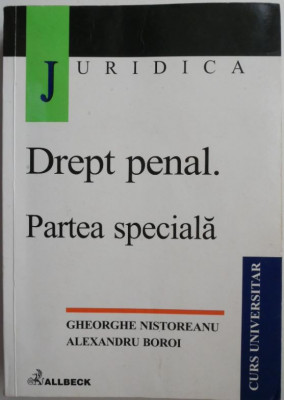 JURIDICA
Drept penal.
Partea specială
GHEORGHE NISTOREANU
ALEXANDRU BOROI
CURS UNIVERSITAR
ALLBECK